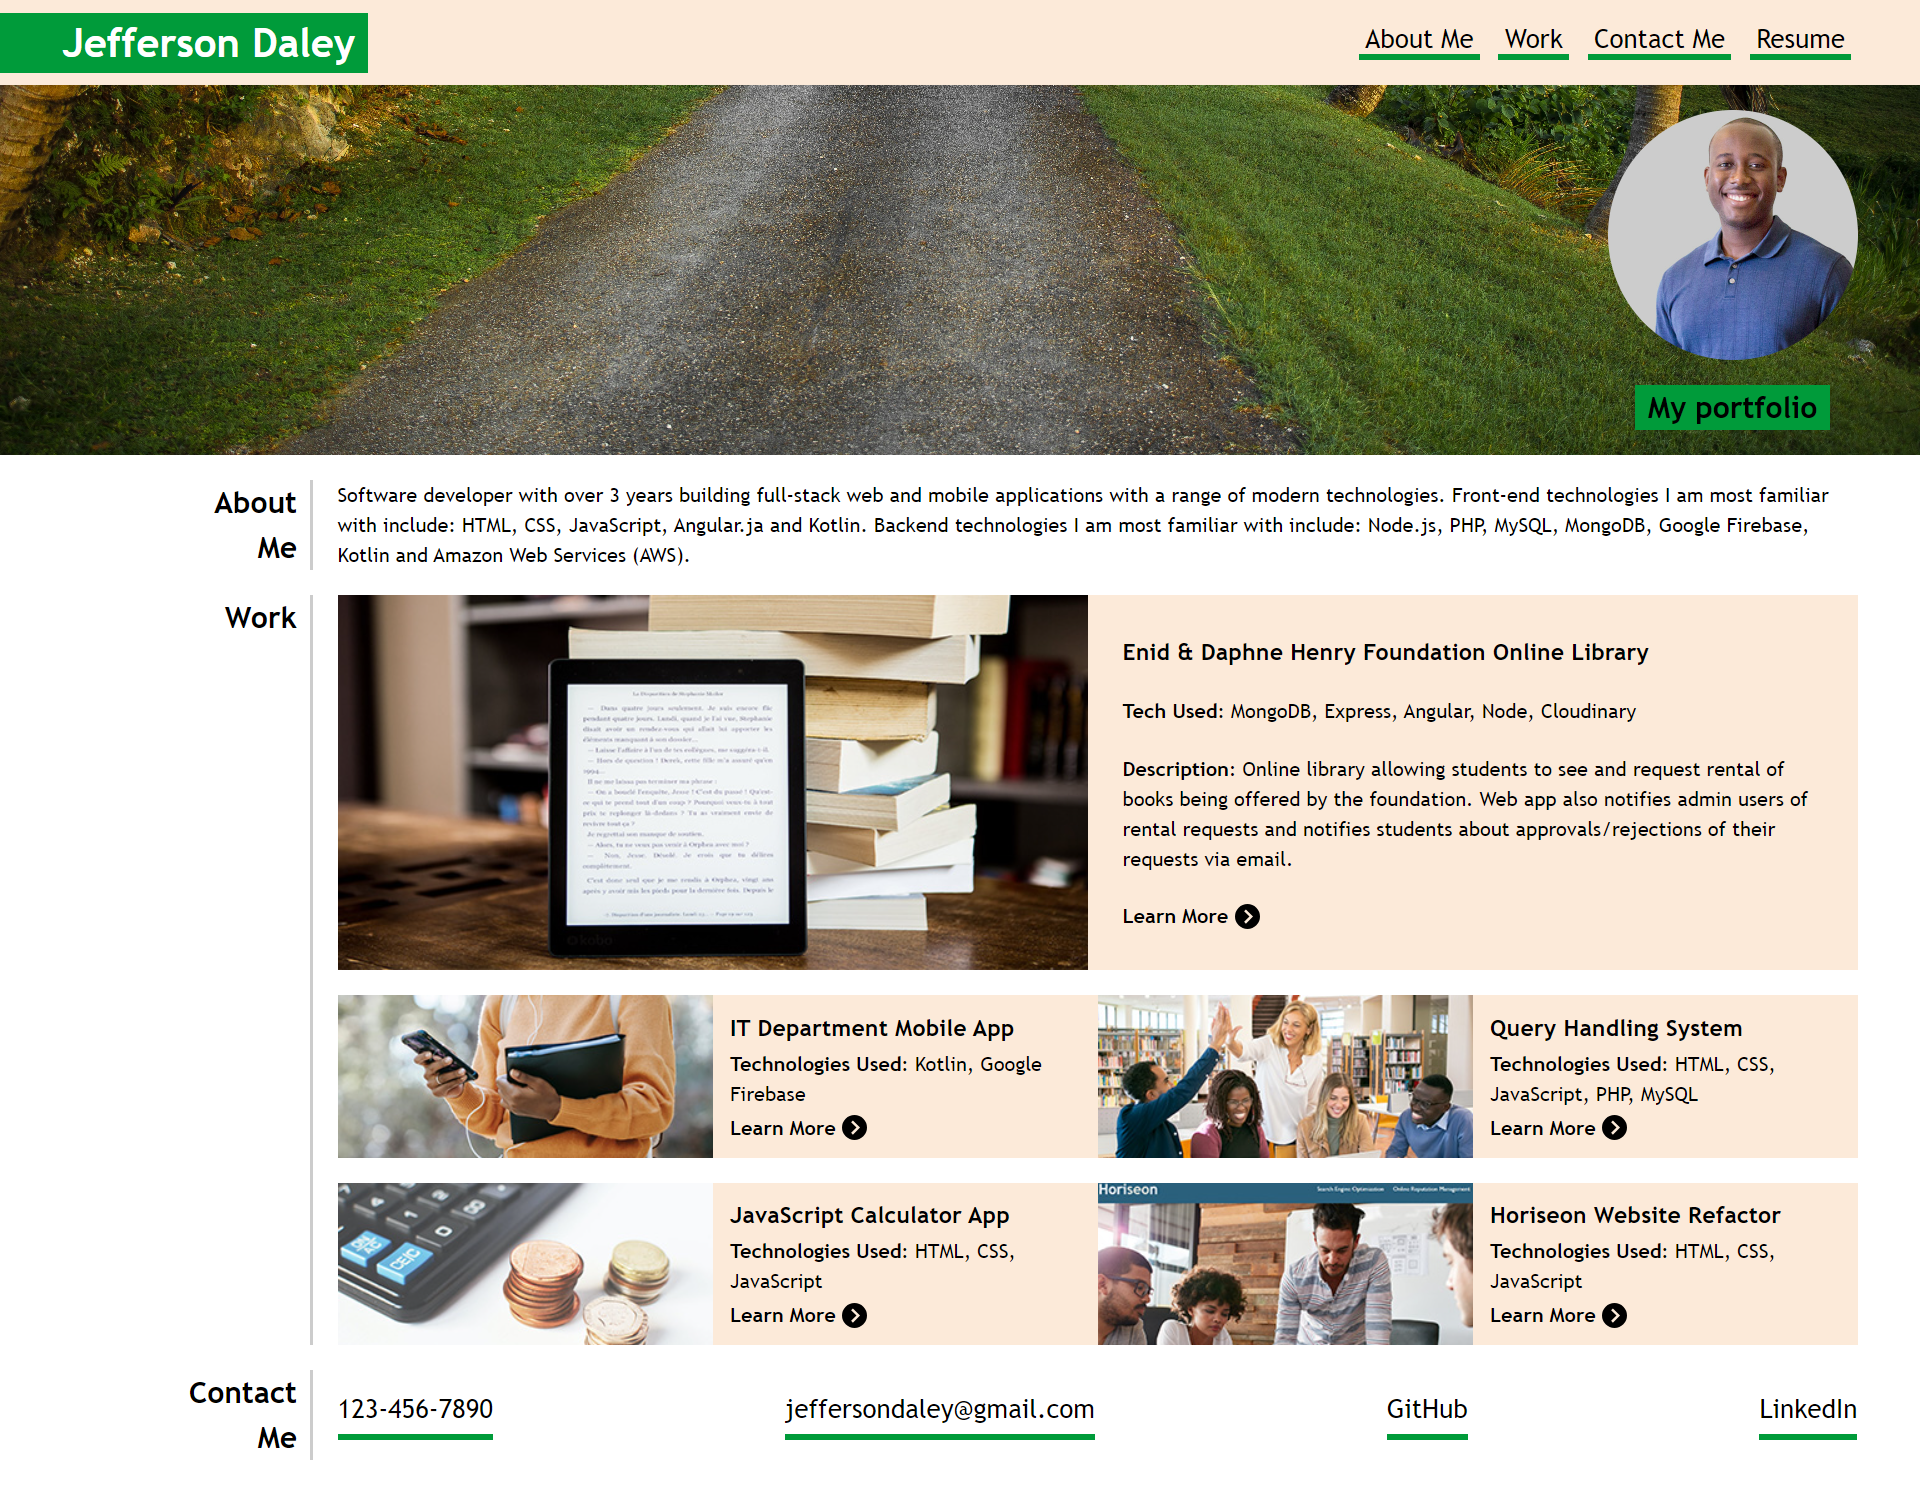 Jefferson Daley
About Me
Work
Contact Me
Resume
My portfolio
About
Me
Software developer with over 3 years building full-stack web and mobile applications with a range of modern technologies. Front-end technologies I am most familiar
with include: HTML, CSS, JavaScript, Angular.ja and Kotlin. Backend technologies I am most familiar with include: Node.js, PHP, MySQL, MongoDB, Google Firebase,
Kotlin and Amazon Web Services (AWS).
Work
Enid & Daphne Henry Foundation Online Library
Tech Used: MongoDB, Express, Angular, Node, Cloudinary
Description: Online library allowing students to see and request rental of
books being offered by the foundation. Web app also notifies admin users of
rental requests and notifies students about approvals/rejections of their
requests via email.
Learn More
IT Department Mobile App
Technologies Used: Kotlin, Google
Firebase
Learn More
Query Handling System
Technologies Used: HTML, CSS,
JavaScript, PHP, MySQL
Learn More
JavaScript Calculator App
Technologies Used: HTML, CSS,
JavaScript
Learn More
Horiseon
Search Engine Optimization
Online Reputation Management
Horiseon Website Refactor
Technologies Used: HTML, CSS,
JavaScript
Learn More
Contact
Me
123-456-7890
jeffersondaley@gmail.com
GitHub
LinkedIn